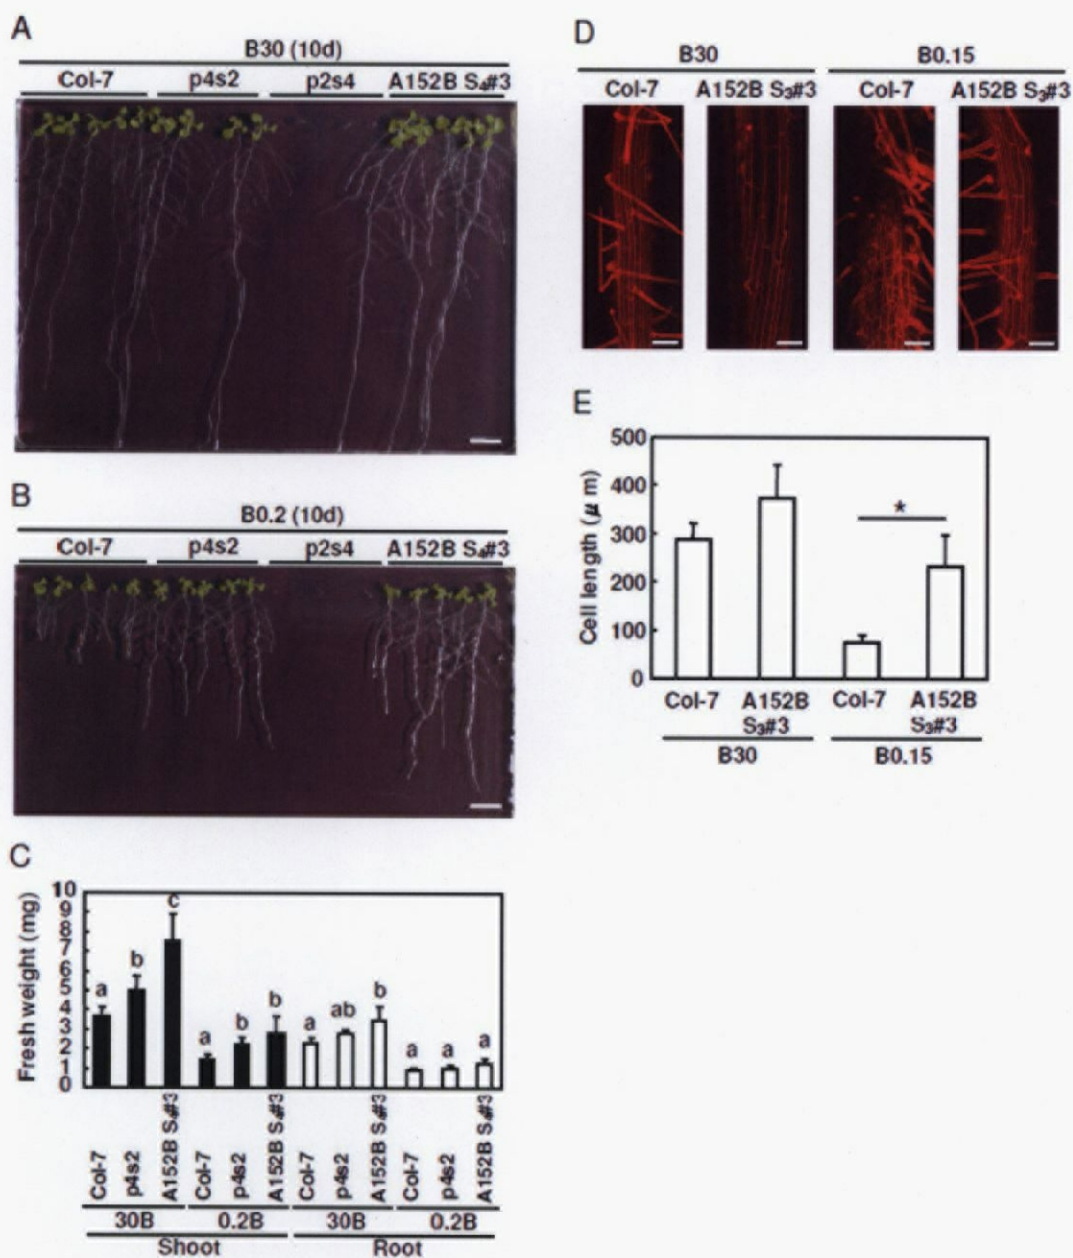 A
B30 (10d)
Col-7 p4s2 p2s4 A152B S4#3
B
B0.2 (10d)
Col-7 p4s2 p2s4 A152B S4#3
C
Fresh weight (mg)
10
9
8
7
6
5
4
3
2
1
0
a b c a b b a ab b a a a
Col-7 p4s2 A152B S4#3 Col-7 p4s2 A152B S4#3 Col-7 p4s2 A152B S4#3 Col-7 p4s2 A152B S4#3
30B 0.2B 30B 0.2B
Shoot Root
D
B30 B0.15
Col-7 A152B S3#3 Col-7 A152B S3#3
E
Cell length (μ m)
500
400
300
200
100
0
*
Col-7 A152B Col-7 A152B
S3#3 S3#3
B30 B0.15